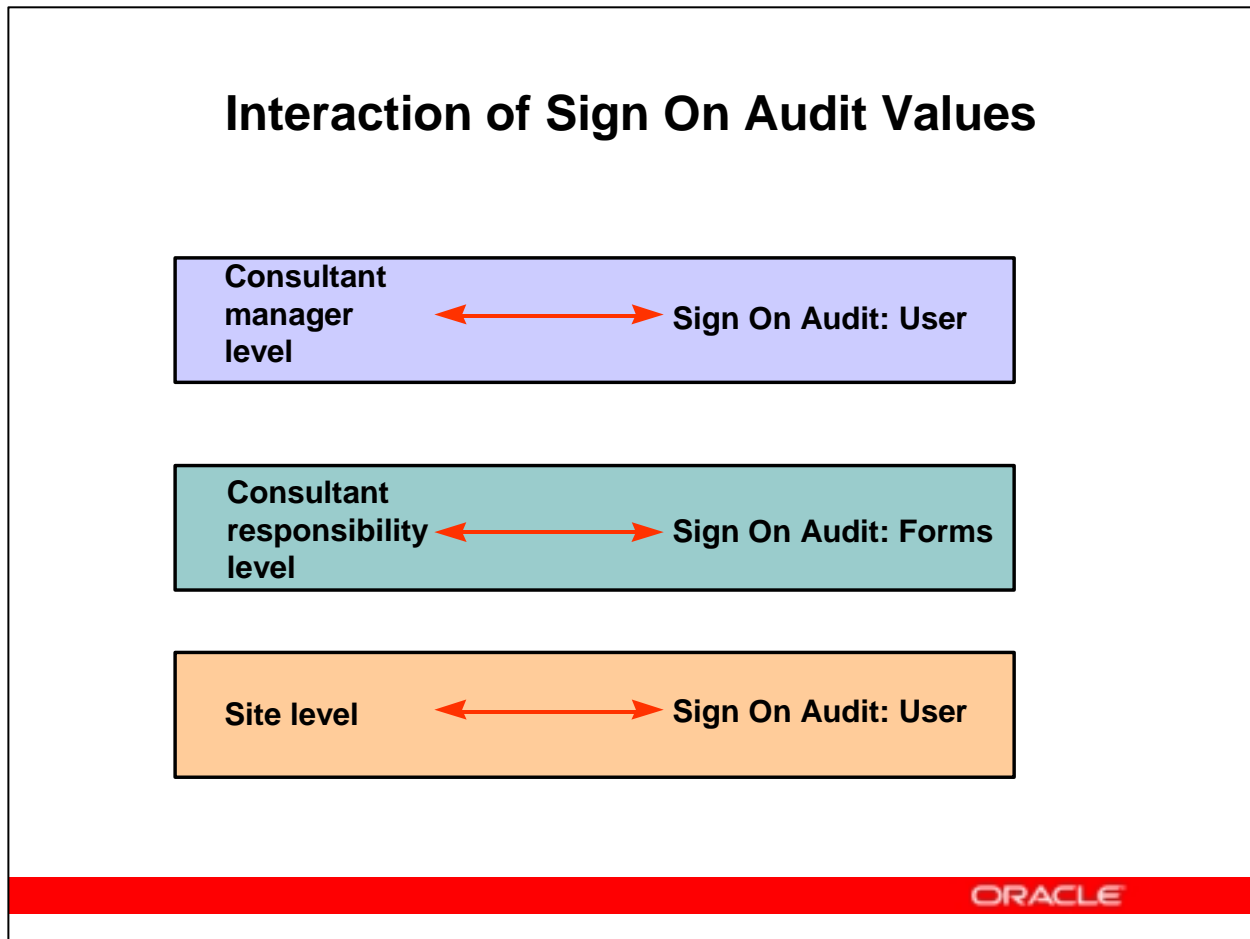 Interaction of Sign On Audit Values
Consultant
manager
level
Sign On Audit: User
Consultant
responsibility
level
Sign On Audit: Forms
Site level
Sign On Audit: User
ORACLE